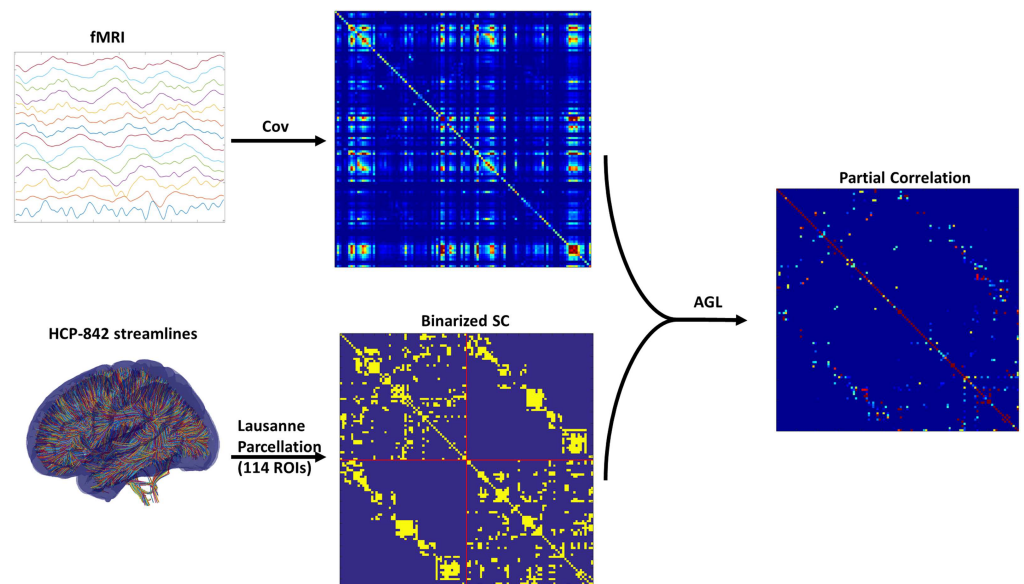 fMRI
Cov
Partial Correlation
AGL
HCP-842 streamlines
Binarized SC
Lausanne
Parcellation
(114 ROIs)